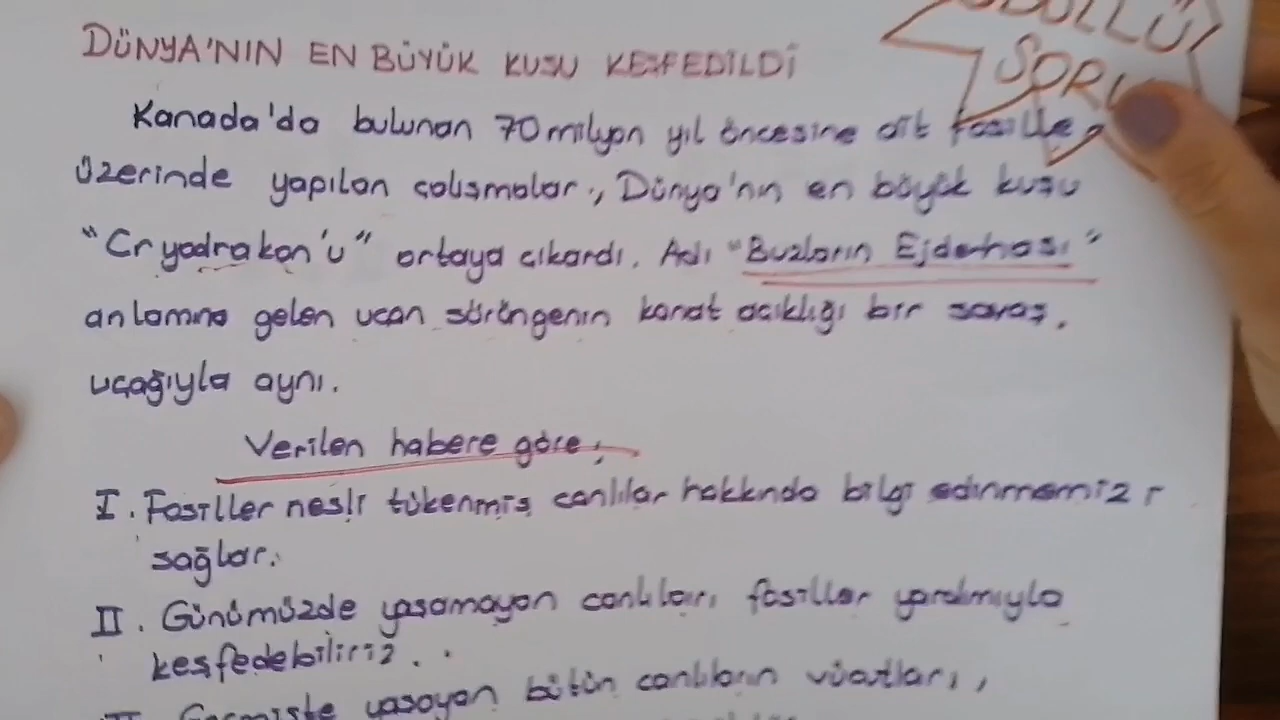 ÖDÜLLÜ
SORU
DÜNYA'NIN EN BÜYÜK KUŞU KEŞFEDİLDİ
Kanada'da bulunan 70 milyon yıl öncesine ait fosiller
üzerinde yapılan çalışmalar, Dünya'nın en büyük kuşu
"Cryodrakon'u" ortaya çıkardı. Adı "Buzların Ejderhası"
anlamına gelen uçan sürüngenin kanat açıklığı bir savaş
uçağıyla aynı.
Verilen habere göre;
I. Fosiller nesli tükenmiş canlılar hakkında bilgi edinmemizi
sağlar.
II. Günümüzde yaşamayan canlıları fosiller yardımıyla
keşfedebiliriz.
Geçmişte yaşayan bütün canlıların vücutları,